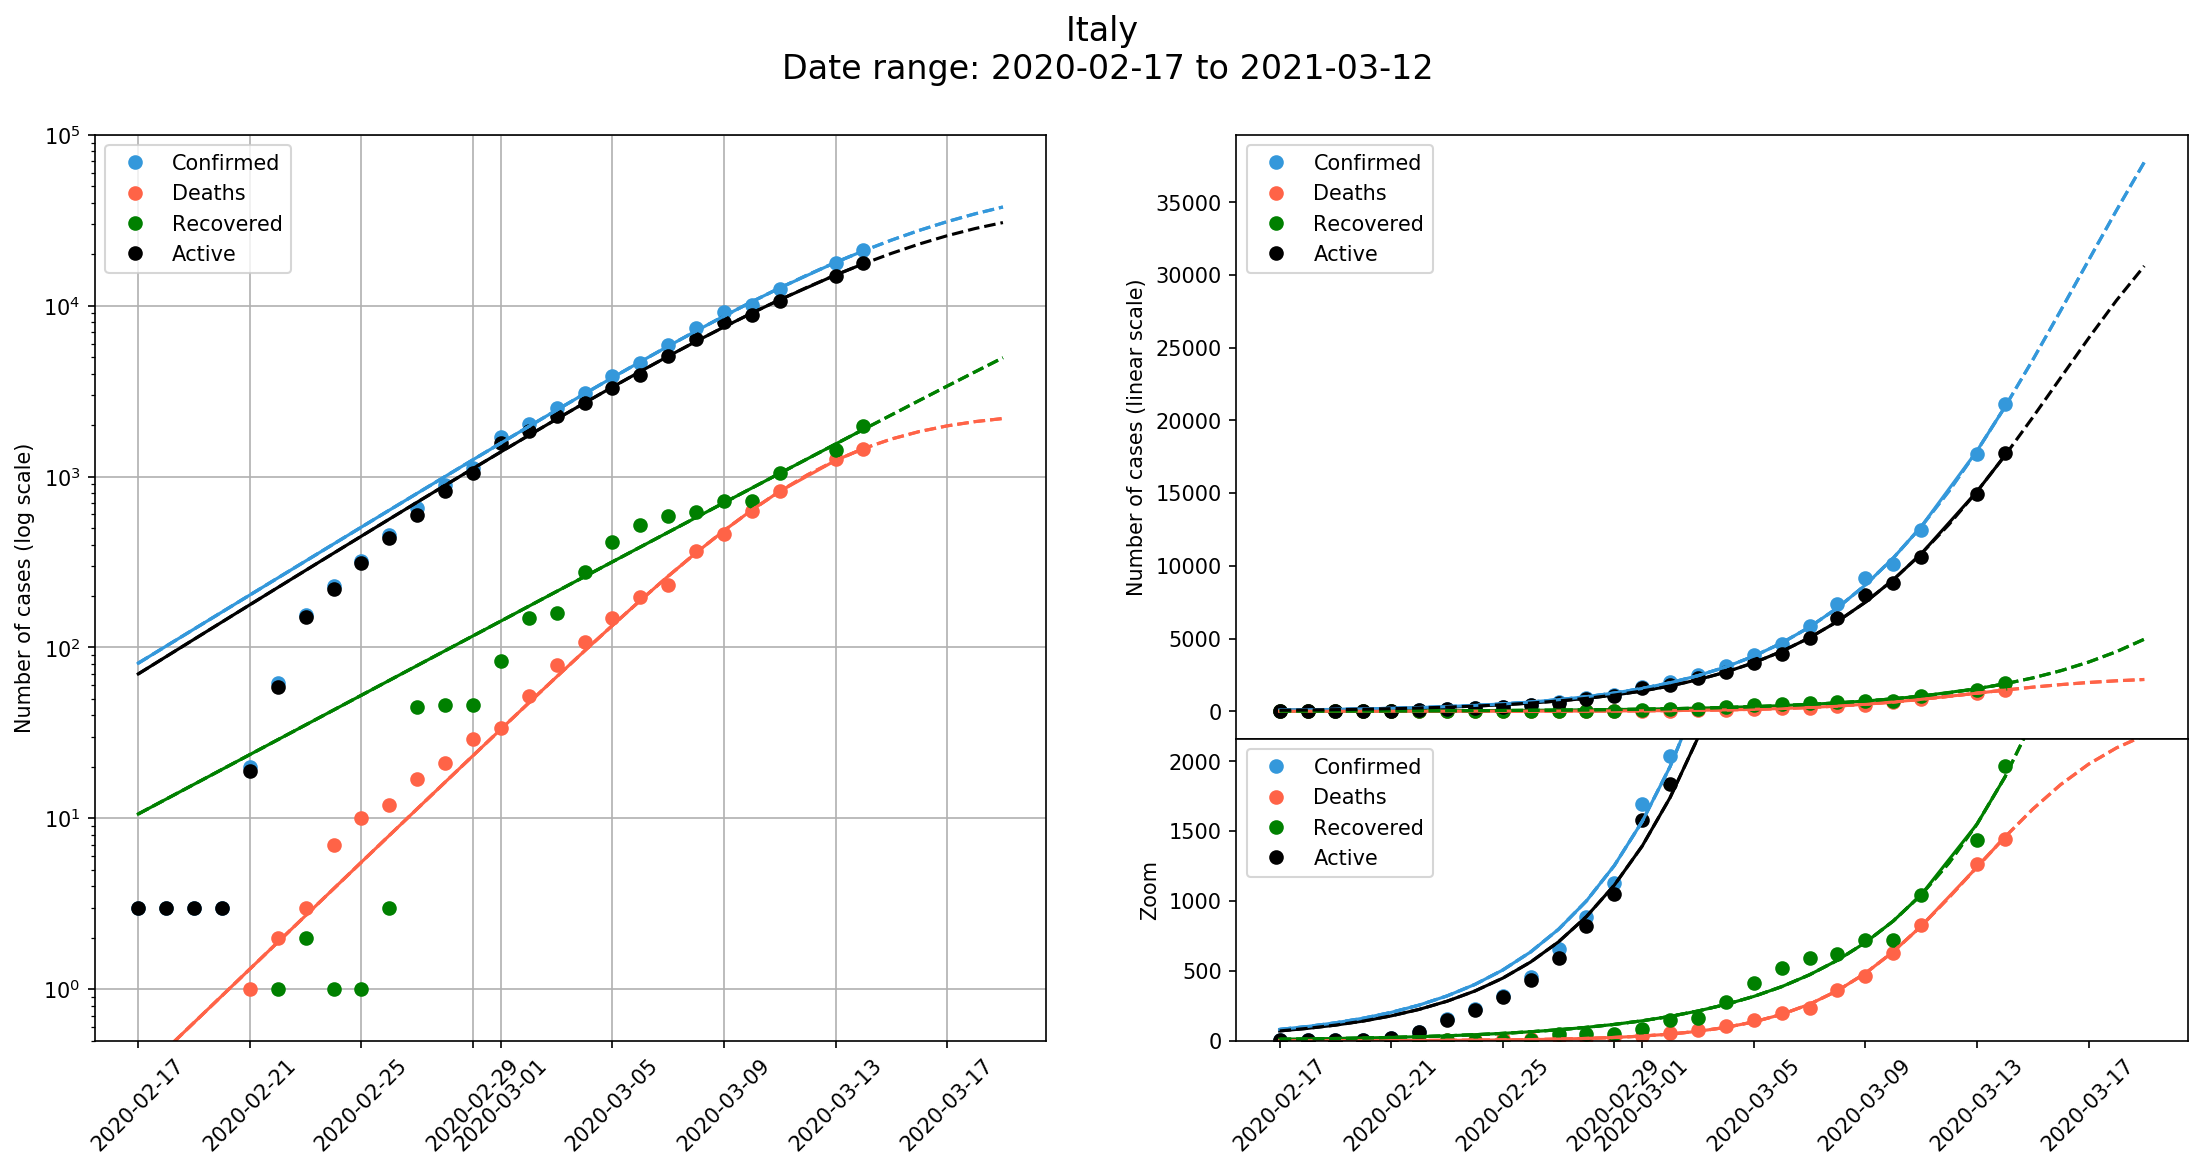 Italy
Date range: 2020-02-17 to 2021-03-12
Number of cases (log scale)
10⁵
10⁴
10³
10²
10¹
10⁰
Confirmed
Deaths
Recovered
Active
2020-02-17
2020-02-21
2020-02-25
2020-02-29
2020-03-01
2020-03-05
2020-03-09
2020-03-13
2020-03-17
Number of cases (linear scale)
35000
30000
25000
20000
15000
10000
5000
0
Confirmed
Deaths
Recovered
Active
Zoom
2000
1500
1000
500
0
Confirmed
Deaths
Recovered
Active
2020-02-17
2020-02-21
2020-02-25
2020-02-29
2020-03-01
2020-03-05
2020-03-09
2020-03-13
2020-03-17